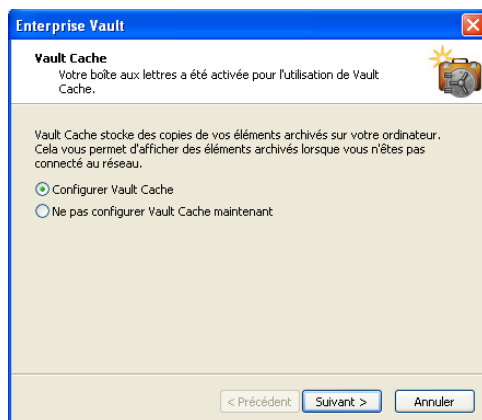 Enterprise Vault
Vault Cache
Votre boîte aux lettres a été activée pour l'utilisation de Vault
Cache.
Vault Cache stocke des copies de vos éléments archivés sur votre ordinateur.
Cela vous permet d'afficher des éléments archivés lorsque vous n'êtes pas
connecté au réseau.
Configurer Vault Cache
Ne pas configurer Vault Cache maintenant
< Précédent
Suivant >
Annuler